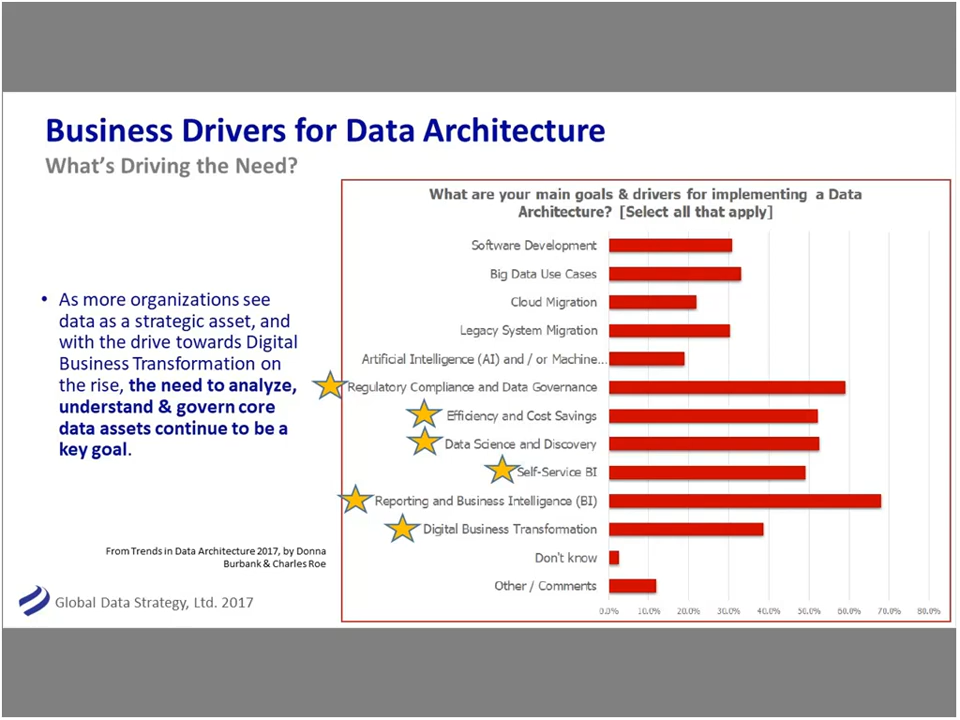 Business Drivers for Data Architecture
What's Driving the Need?
What are your main goals & drivers for implementing a Data
Architecture? [Select all that apply]
• As more organizations see
data as a strategic asset, and
with the drive towards Digital
Business Transformation on
the rise, the need to analyze,
understand & govern core
data assets continue to be a
key goal.
Software Development
Big Data Use Cases
Cloud Migration
Legacy System Migration
Artificial Intelligence (AI) and / or Machine...
Regulatory Compliance and Data Governance
Efficiency and Cost Savings
Data Science and Discovery
Self-Service BI
Reporting and Business Intelligence (BI)
Digital Business Transformation
Don't know
Other / Comments
0.0% 10.0% 20.0% 30.0% 40.0% 50.0% 60.0% 70.0% 80.0%
From Trends in Data Architecture 2017, by Donna
Burbank & Charles Roe
Global Data Strategy, Ltd. 2017